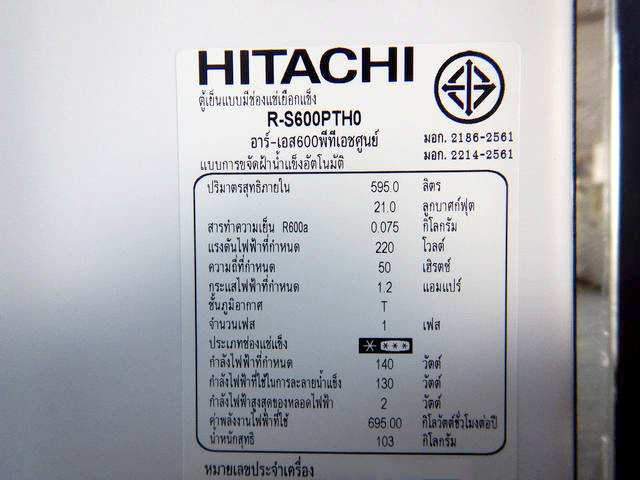 HITACHI
ตู้เย็นแบบมีช่องแช่เยือกแข็ง
R-S600PTH0
อาร์-เอส600พีทีเอชศูนย์
มอก. 2186-2561
มอก. 2214-2561
แบบการขจัดฝ้าน้ำแข็งอัตโนมัติ
ปริมาตรสุทธิภายใน 595.0 ลิตร
21.0 ลูกบาศก์ฟุต
สารทำความเย็น R600a 0.075 กิโลกรัม
แรงดันไฟฟ้าที่กำหนด 220 โวลต์
ความถี่ที่กำหนด 50 เฮิรตซ์
กระแสไฟฟ้าที่กำหนด 1.2 แอมแปร์
ชั้นภูมิอากาศ T
จำนวนเฟส 1 เฟส
ประเภทช่องแช่แข็ง
กำลังไฟฟ้าที่กำหนด 140 วัตต์
กำลังไฟฟ้าที่ใช้ในการละลายน้ำแข็ง 130 วัตต์
กำลังไฟฟ้าสูงสุดของหลอดไฟฟ้า 2 วัตต์
ค่าพลังงานไฟฟ้าที่ใช้ 695.00 กิโลวัตต์ชั่วโมงต่อปี
น้ำหนักสุทธิ 103 กิโลกรัม
หมายเลขประจำเครื่อง